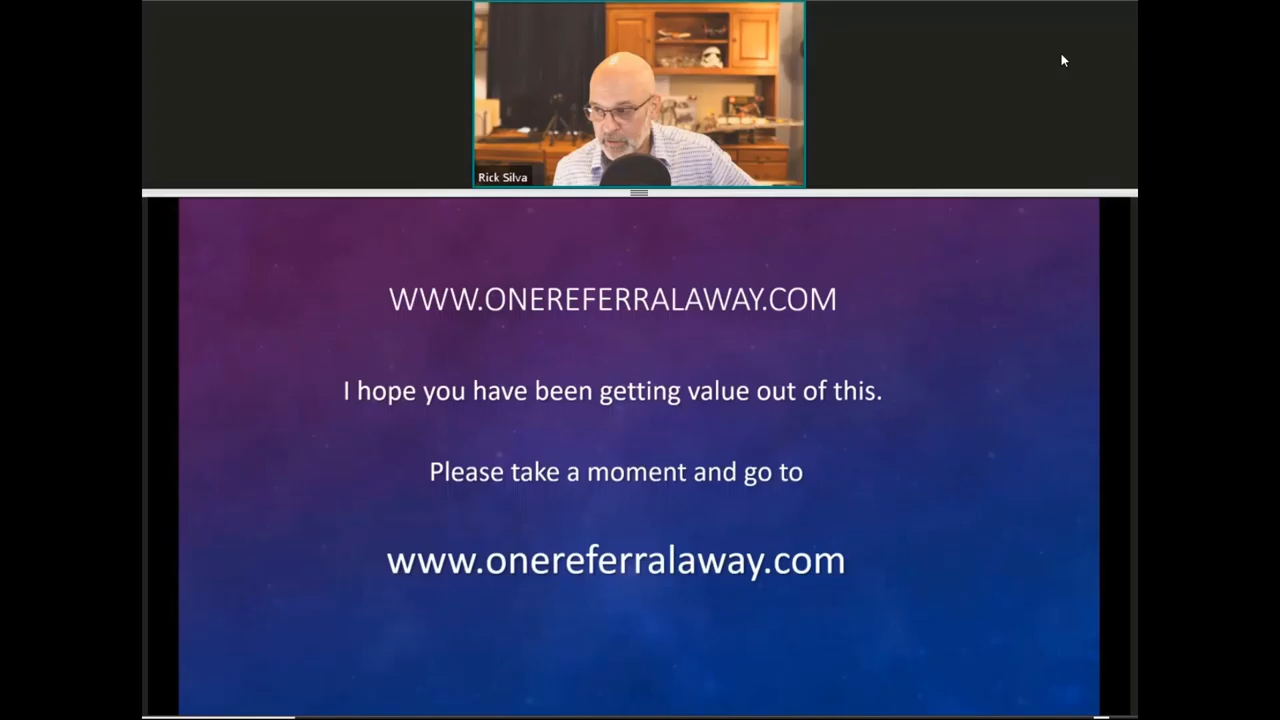 Rick Silva
WWW.ONEREFERRALAWAY.COM
I hope you have been getting value out of this.
Please take a moment and go to
www.onereferralaway.com